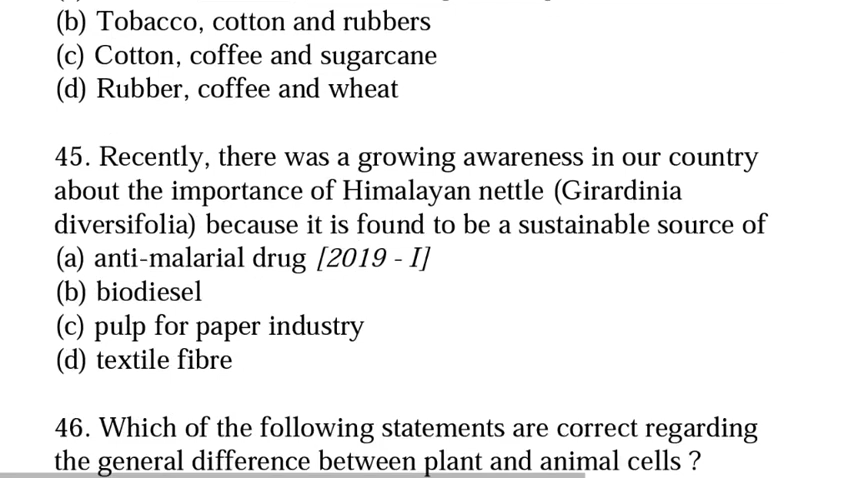 (b) Tobacco, cotton and rubbers
(c) Cotton, coffee and sugarcane
(d) Rubber, coffee and wheat
45. Recently, there was a growing awareness in our country
about the importance of Himalayan nettle (Girardinia
diversifolia) because it is found to be a sustainable source of
(a) anti-malarial drug [2019 - I]
(b) biodiesel
(c) pulp for paper industry
(d) textile fibre
46. Which of the following statements are correct regarding
the general difference between plant and animal cells ?